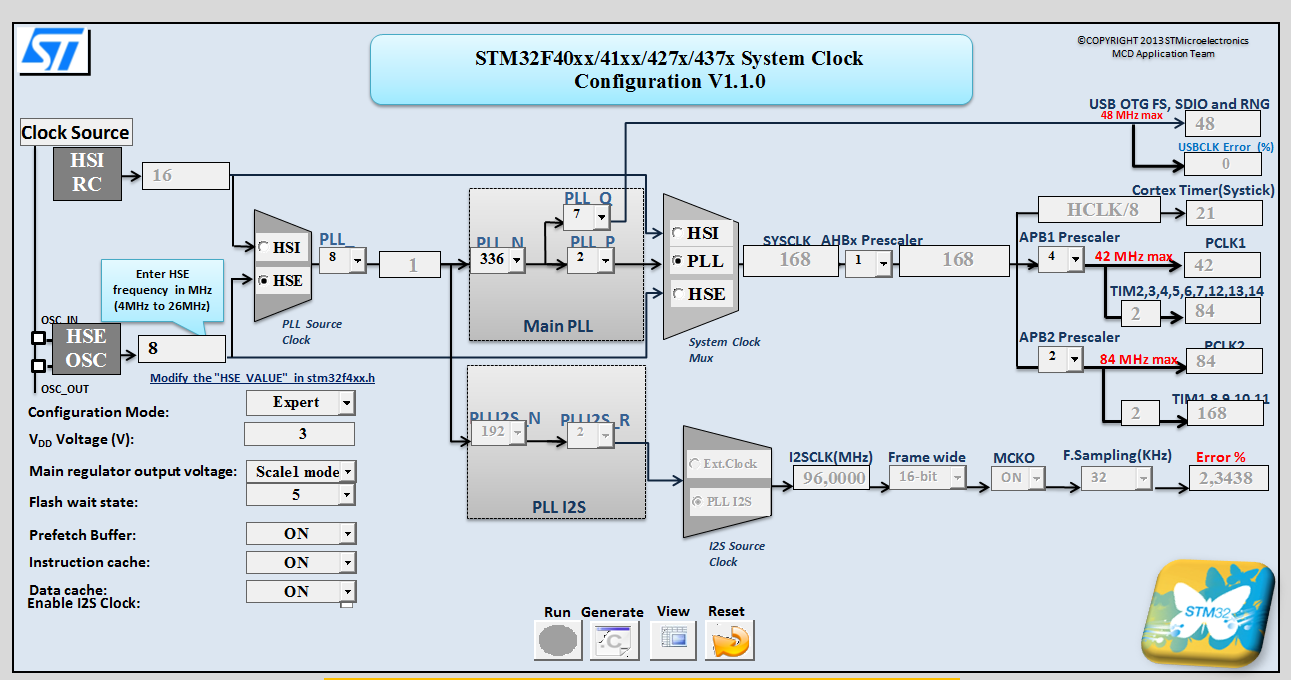 STM32F40xx/41xx/427x/437x System Clock
Configuration V1.1.0
©COPYRIGHT 2013 STMicroelectronics
MCD Application Team
USB OTG FS, SDIO and RNG
48 MHz max
48
USBCLK Error (%)
0
Clock Source
HSI
RC
16
HSI
HSE
PLL_
8
1
PLL Source
Clock
PLL_N
336
PLL_Q
7
PLL_P
2
Main PLL
HSI
PLL
HSE
System Clock
Mux
SYSCLK
168
AHBx Prescaler
1
168
Cortex Timer(Systick)
HCLK/8
21
APB1 Prescaler
4
PCLK1
42 MHz max
42
TIM2,3,4,5,6,7,12,13,14
2
84
APB2 Prescaler
2
PCLK2
84 MHz max
84
TIM1,8,9,10,11
2
168
Enter HSE
frequency in MHz
(4MHz to 26MHz)
OSC_IN
HSE
OSC
8
OSC_OUT
Modify the "HSE_VALUE" in stm32f4xx.h
Configuration Mode:
Expert
VDD Voltage (V):
3
Main regulator output voltage:
Scale1 mode
Flash wait state:
5
Prefetch Buffer:
ON
Instruction cache:
ON
Data cache:
ON
Enable I2S Clock:
PLLI2S_N
192
PLLI2S_R
2
PLL I2S
Ext.Clock
PLL I2S
I2S Source
Clock
I2SCLK(MHz)
96,0000
Frame wide
16-bit
MCKO
ON
F.Sampling(KHz)
32
Error %
2,3438
Run
Generate
View
Reset
C
STM32
ST